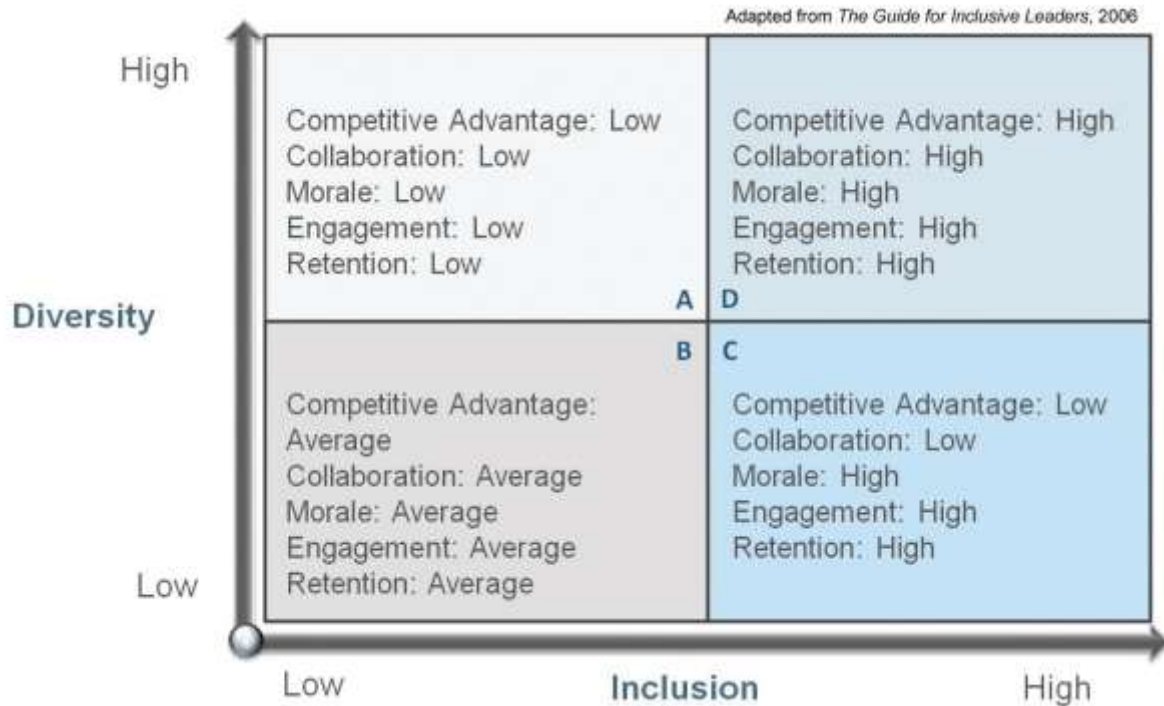 Adapted from The Guide for Inclusive Leaders, 2006
High
Competitive Advantage: Low
Collaboration: Low
Morale: Low
Engagement: Low
Retention: Low
A
Competitive Advantage: High
Collaboration: High
Morale: High
Engagement: High
Retention: High
D
Diversity
B
Competitive Advantage:
Average
Collaboration: Average
Morale: Average
Engagement: Average
Retention: Average
C
Competitive Advantage: Low
Collaboration: Low
Morale: High
Engagement: High
Retention: High
Low
Low
Inclusion
High